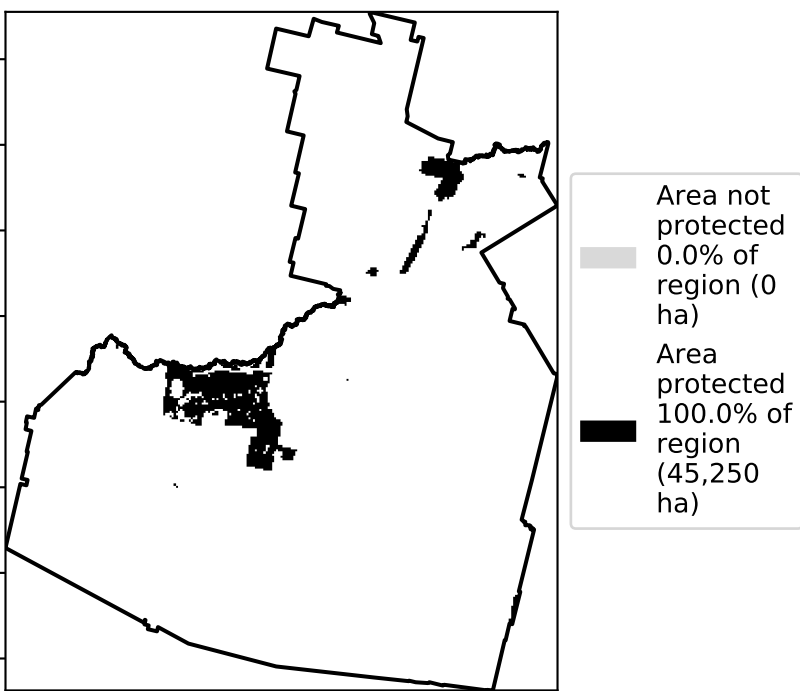 Area not
protected
0.0% of
region (0
ha)
Area
protected
100.0% of
region
(45,250
ha)